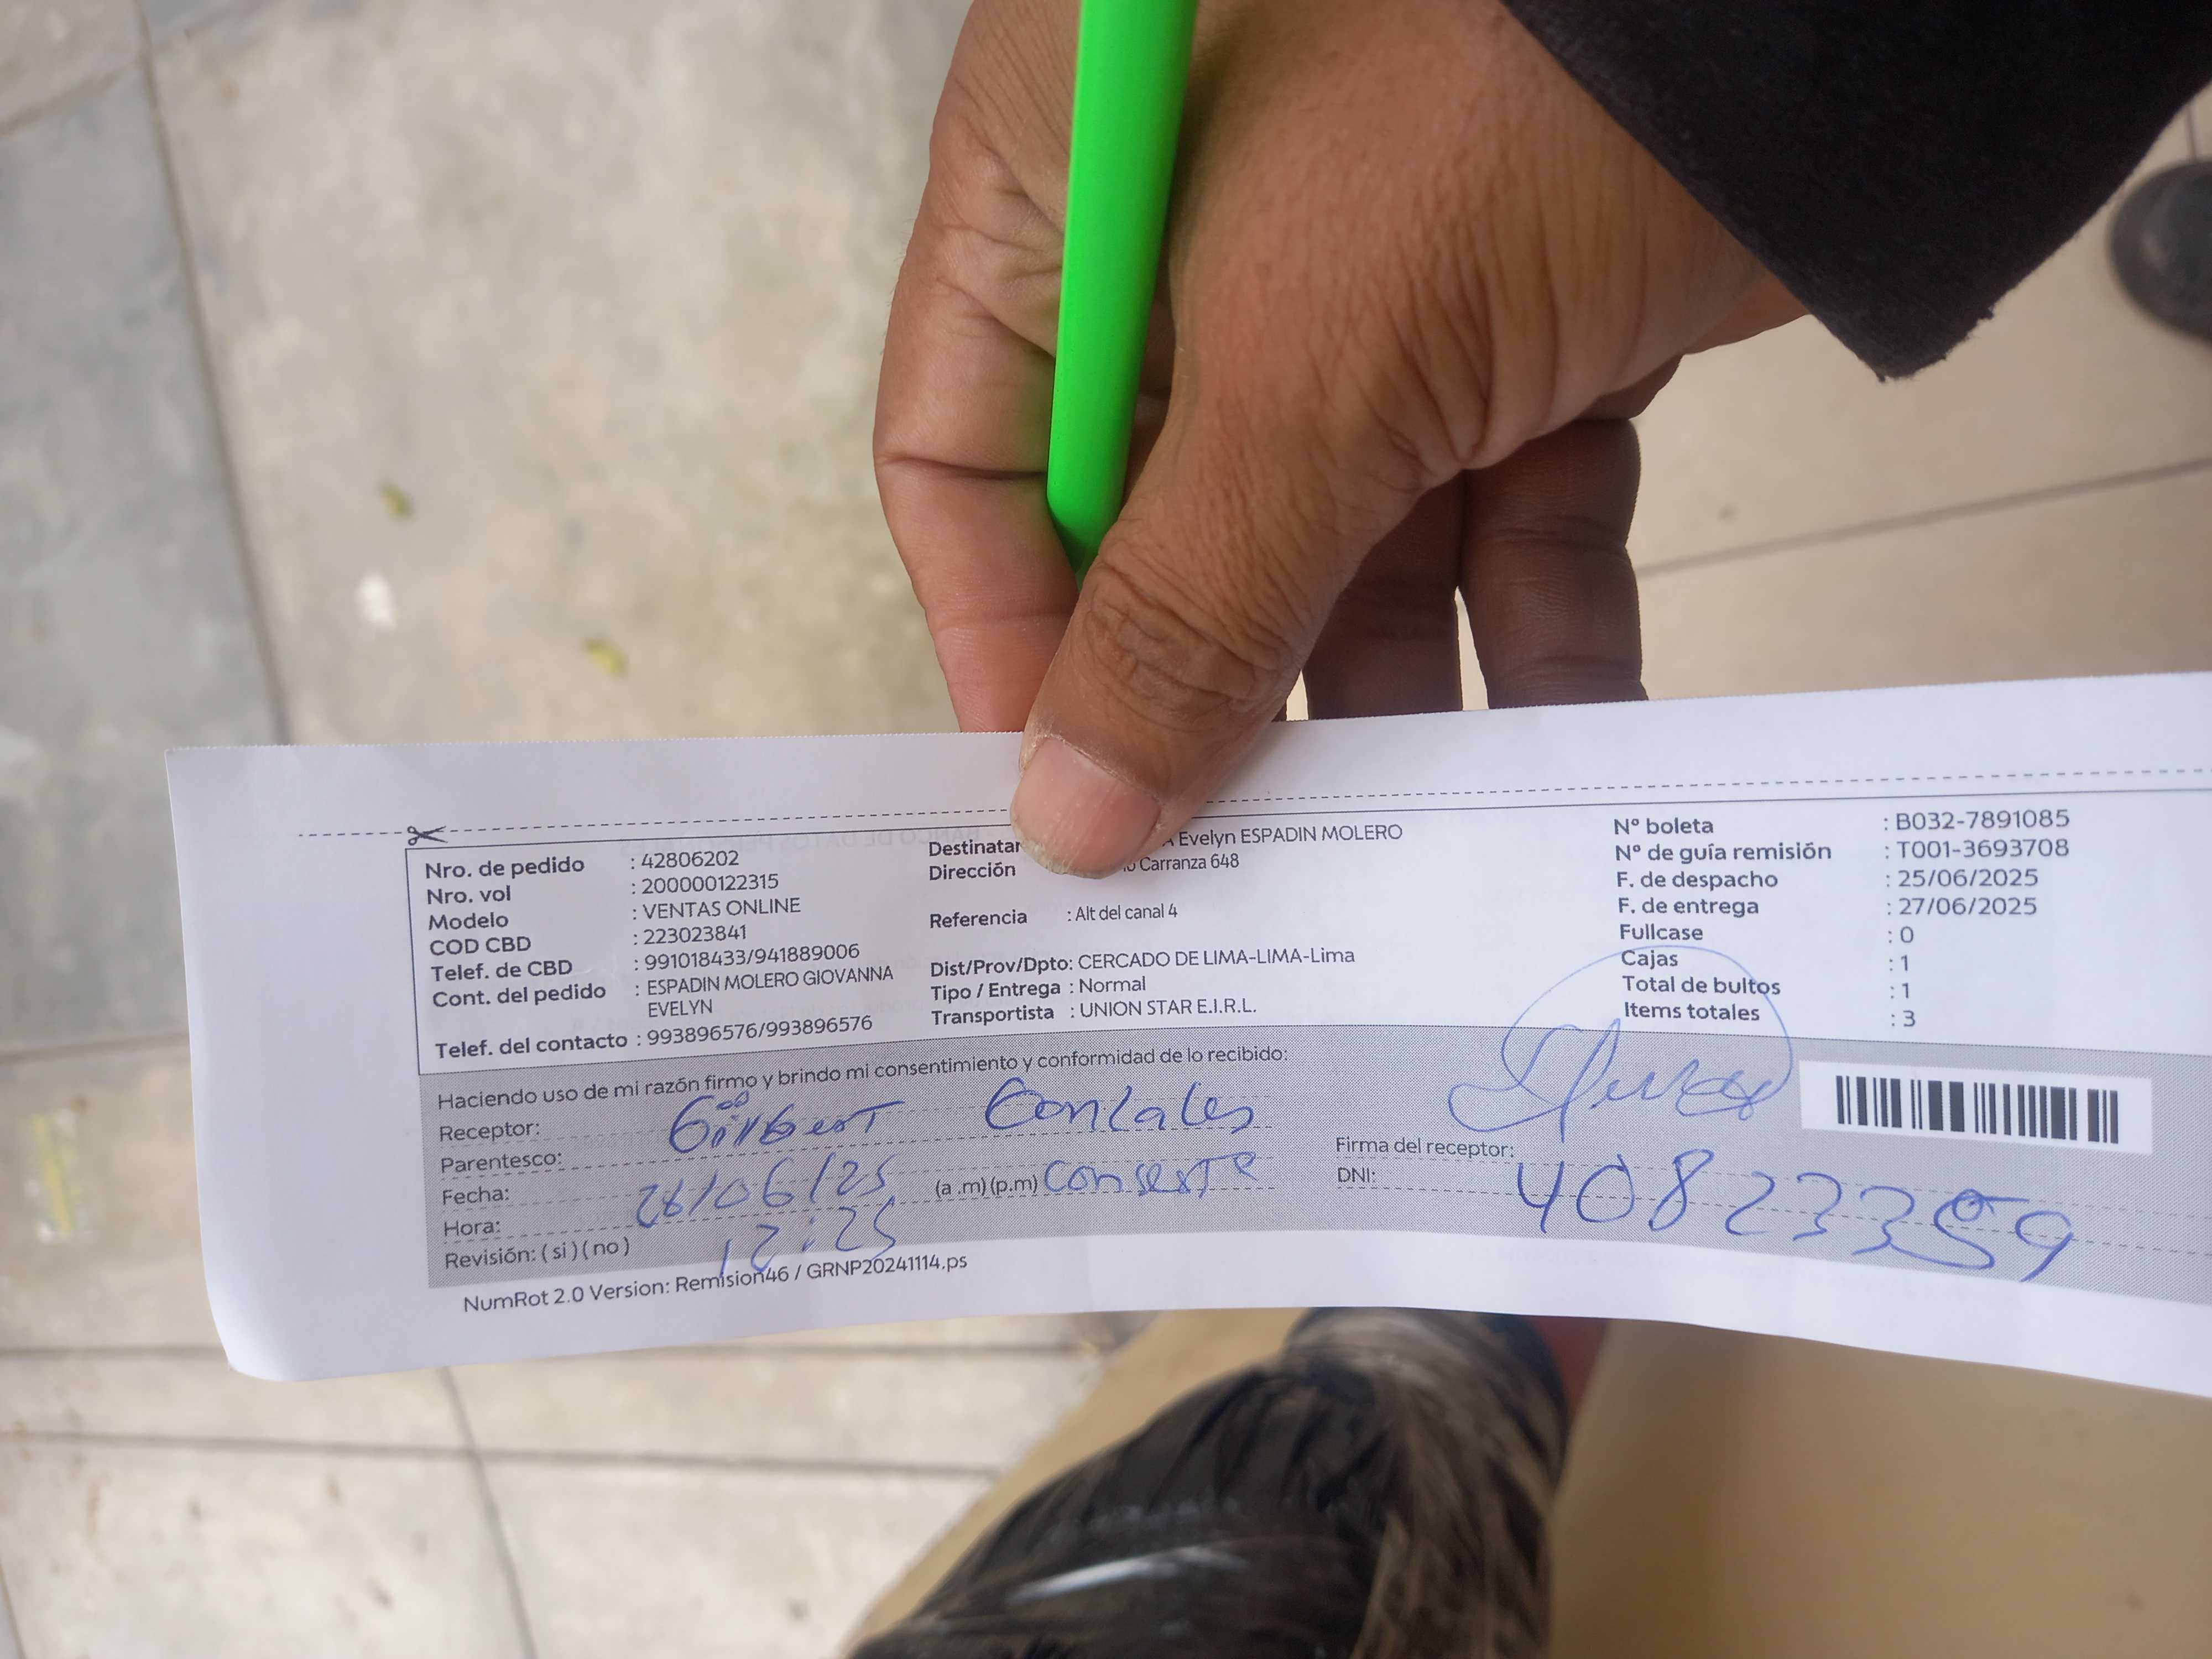 Nro. de pedido : 42806202
Nro. vol : 200000122315
Modelo : VENTAS ONLINE
COD CBD : 223023841
Telef. de CBD : 991018433/941889006
Cont. del pedido : ESPADIN MOLERO GIOVANNA
EVELYN
Telef. del contacto : 993896576/993896576
Destinatar A Evelyn ESPADIN MOLERO
Dirección Carranza 648
Referencia : Alt del canal 4
Dist/Prov/Dpto: CERCADO DE LIMA-LIMA-Lima
Tipo / Entrega : Normal
Transportista : UNION STAR E.I.R.L.
N° boleta : B032-7891085
N° de guía remisión : T001-3693708
F. de despacho : 25/06/2025
F. de entrega : 27/06/2025
Fullcase : 0
Cajas : 1
Total de bultos : 1
Items totales : 3
Haciendo uso de mi razón firmo y brindo mi consentimiento y conformidad de lo recibido:
Receptor: Gilbert Gonzales
Parentesco:
Fecha: 26/06/25 (a .m) (p.m)
Hora: 12:25
Revisión: ( si ) ( no )
Firma del receptor:
DNI: 40823359
NumRot 2.0 Version: Remision46 / GRNP20241114.ps